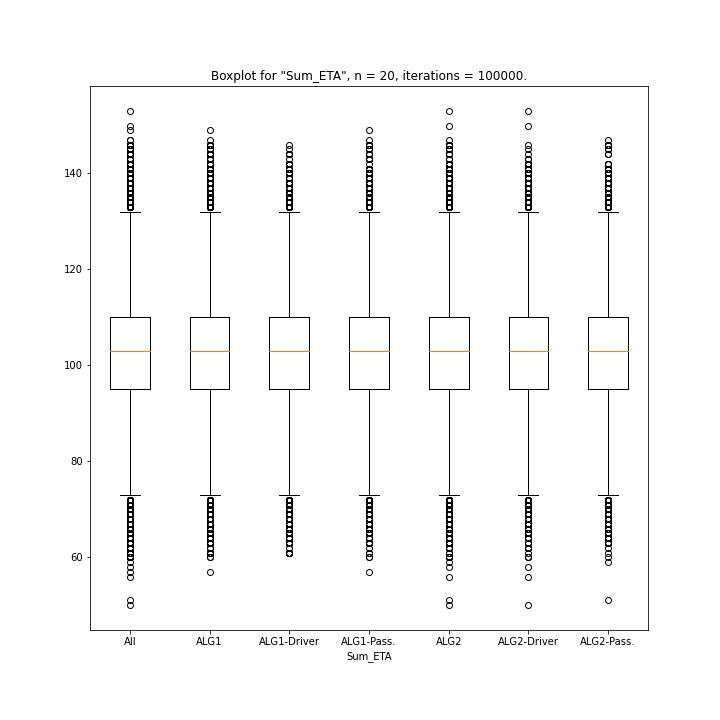 Boxplot for "Sum_ETA", n = 20, iterations = 100000.
140
120
100
80
60
All ALG1 ALG1-Driver ALG1-Pass. ALG2 ALG2-Driver ALG2-Pass.
Sum_ETA